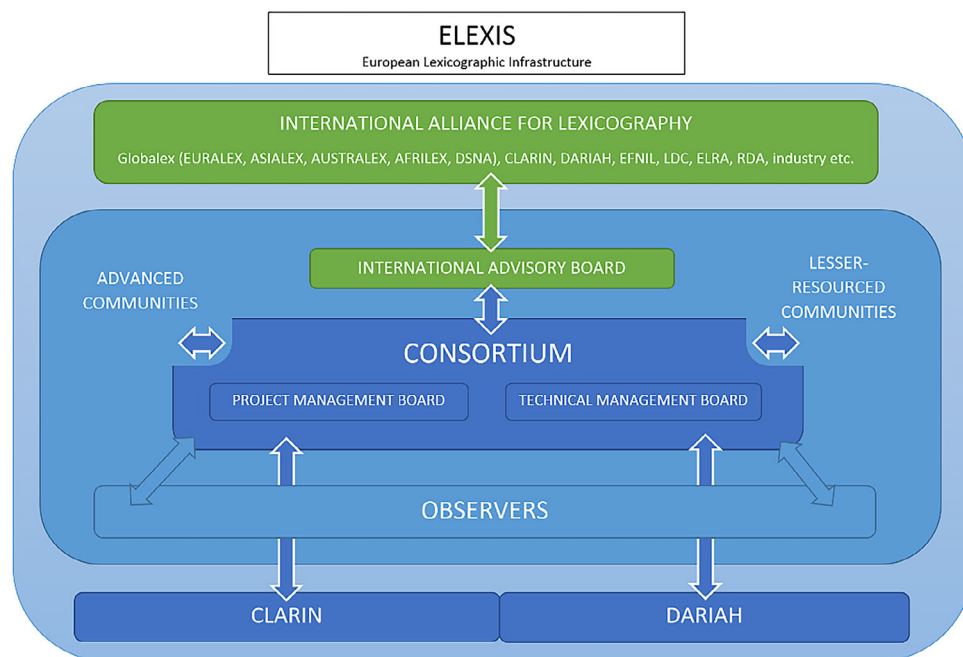 ELEXIS
European Lexicographic Infrastructure
INTERNATIONAL ALLIANCE FOR LEXICOGRAPHY
Globalex (EURALEX, ASIALEX, AUSTRALEX, AFRILEX, DSNA), CLARIN, DARIAH, EFNIL, LDC, ELRA, RDA, industry etc.
INTERNATIONAL ADVISORY BOARD
ADVANCED
COMMUNITIES
LESSER-
RESOURCED
COMMUNITIES
CONSORTIUM
PROJECT MANAGEMENT BOARD
TECHNICAL MANAGEMENT BOARD
OBSERVERS
CLARIN
DARIAH